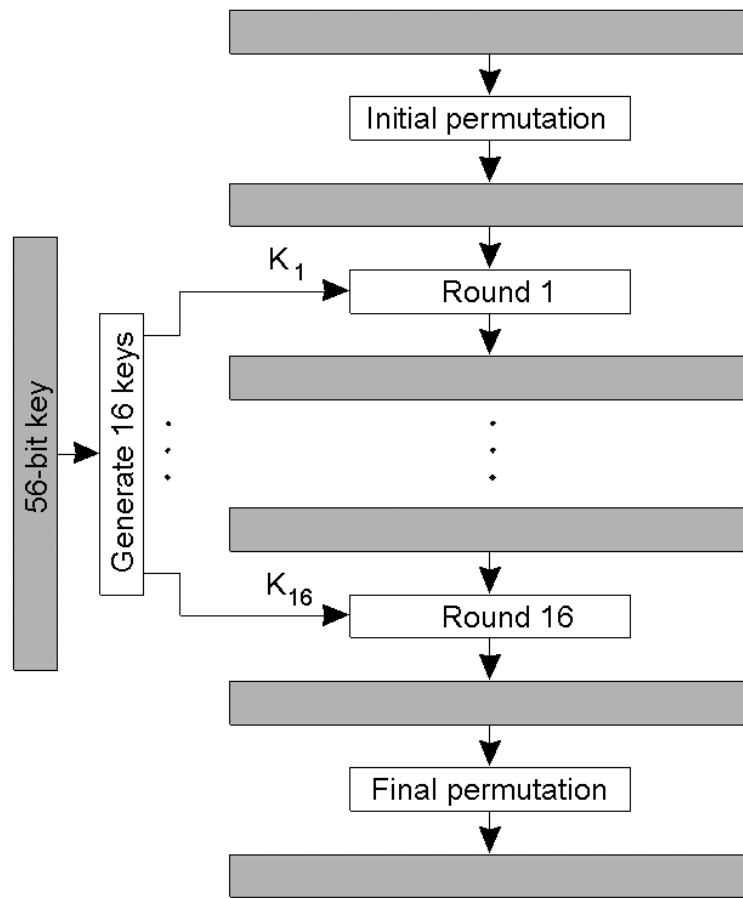 Initial permutation
K1
Round 1
56-bit key
Generate 16 keys
K16
Round 16
Final permutation